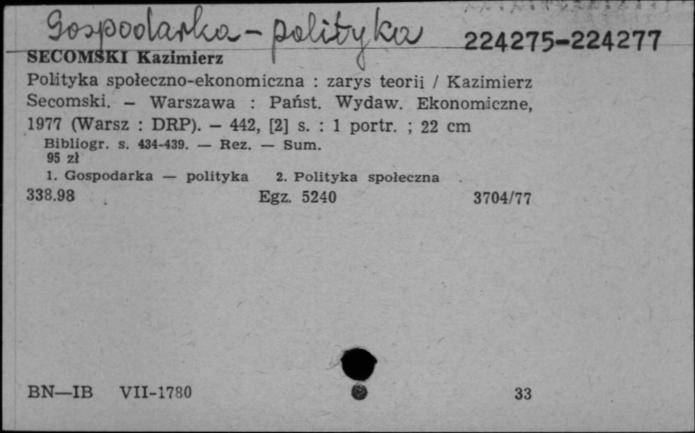 Gospodarka - polityka
224275-224277
SECOMSKI Kazimierz
Polityka społeczno-ekonomiczna : zarys teorii / Kazimierz
Secomski. — Warszawa : Państ. Wydaw. Ekonomiczne,
1977 (Warsz : DRP). — 442, [2] s. : 1 portr. ; 22 cm
Bibliogr. s. 434-439. — Rez. — Sum.
95 zł
1. Gospodarka — polityka 2. Polityka społeczna
338.98 Egz. 5240 3704/77
BN—IB VII-1780 33